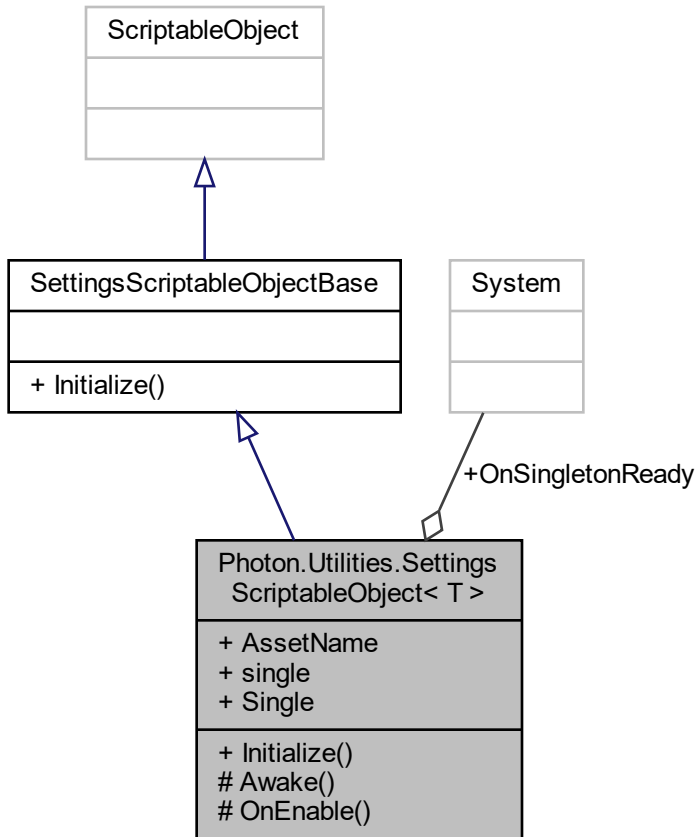 ScriptableObject
SettingsScriptableObjectBase
+ Initialize()
System
+OnSingletonReady
Photon.Utilities.Settings
ScriptableObject< T >
+ AssetName
+ single
+ Single
+ Initialize()
# Awake()
# OnEnable()